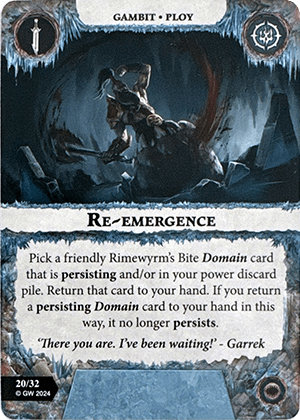 GAMBIT • PLOY
RE-EMERGENCE
Pick a friendly Rimewyrm's Bite Domain card
that is persisting and/or in your power discard
pile. Return that card to your hand. If you return
a persisting Domain card to your hand in this
way, it no longer persists.
'There you are. I've been waiting!' - Garrek
20/32
© GW 2024